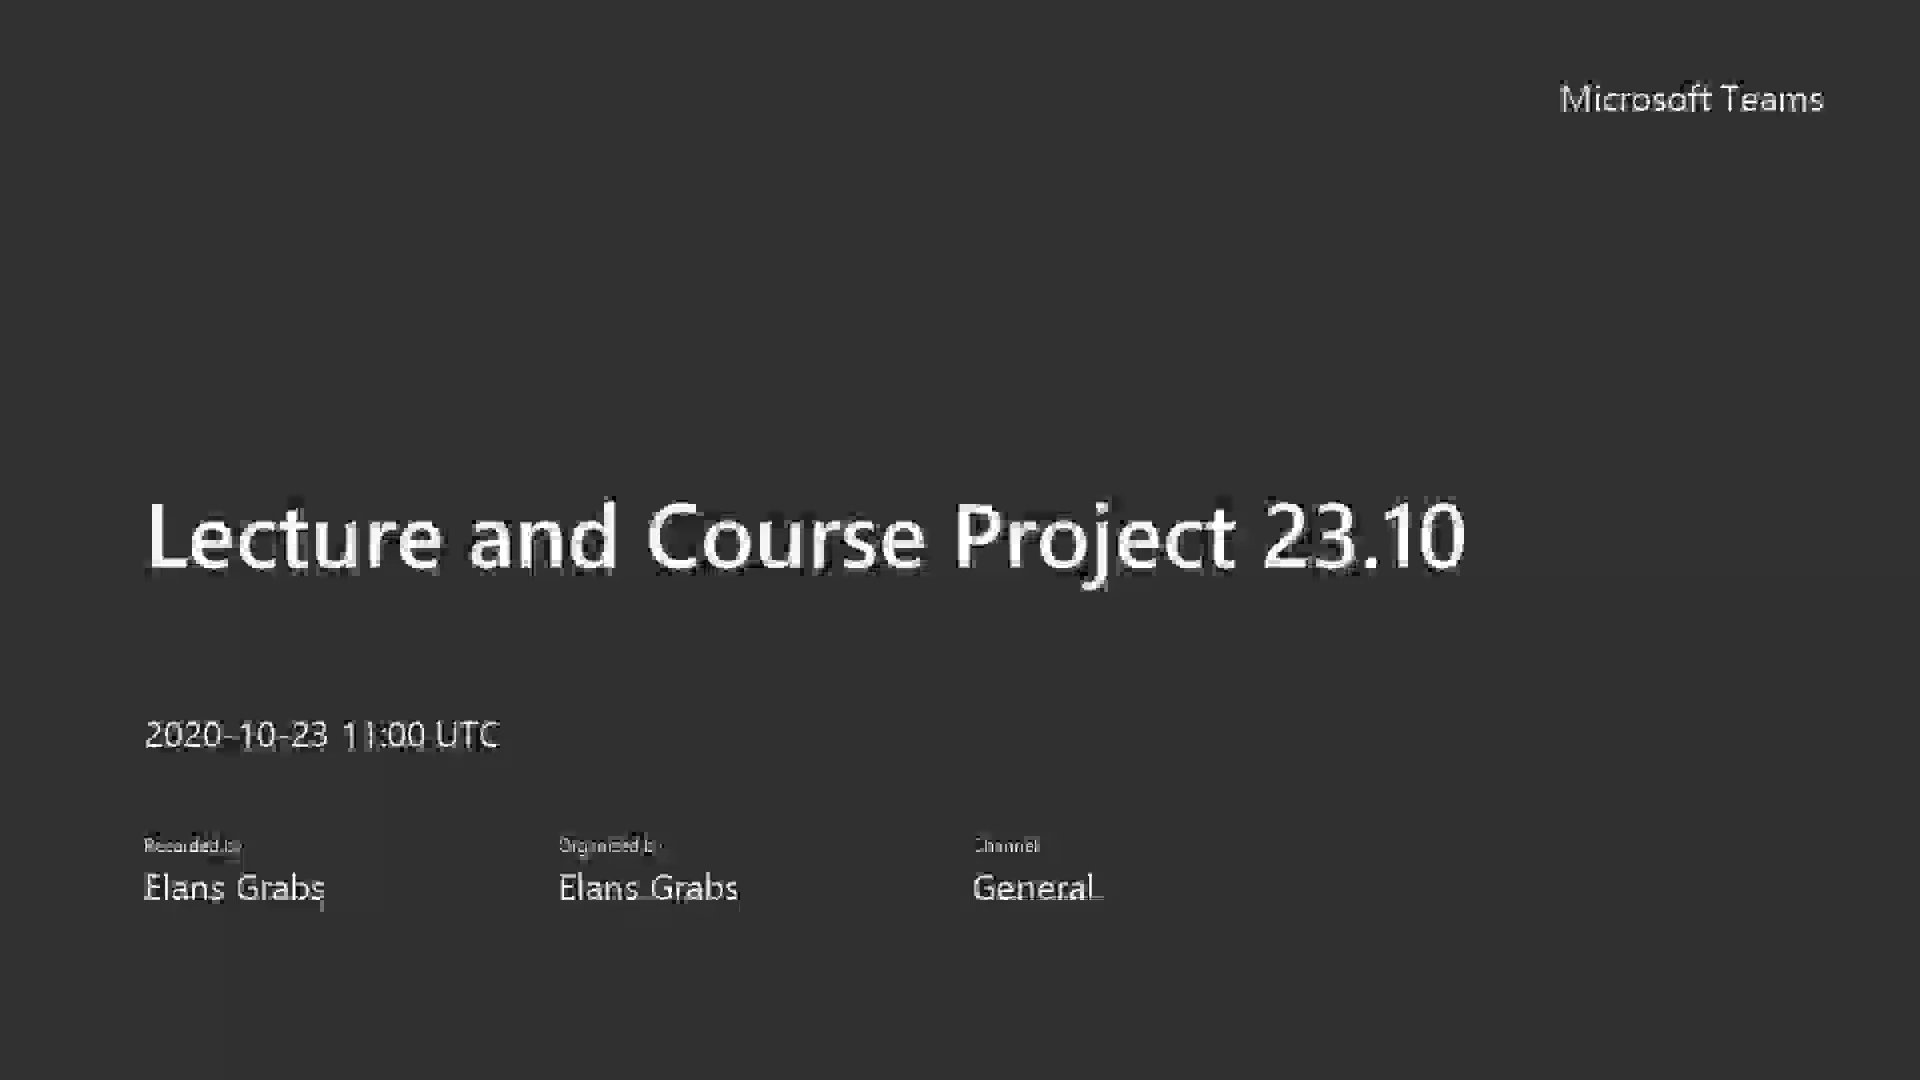 Microsoft Teams
Lecture and Course Project 23.10
2020-10-23 11:00 UTC
Recorded by Organized by Channel
Elans Grabs Elans Grabs General